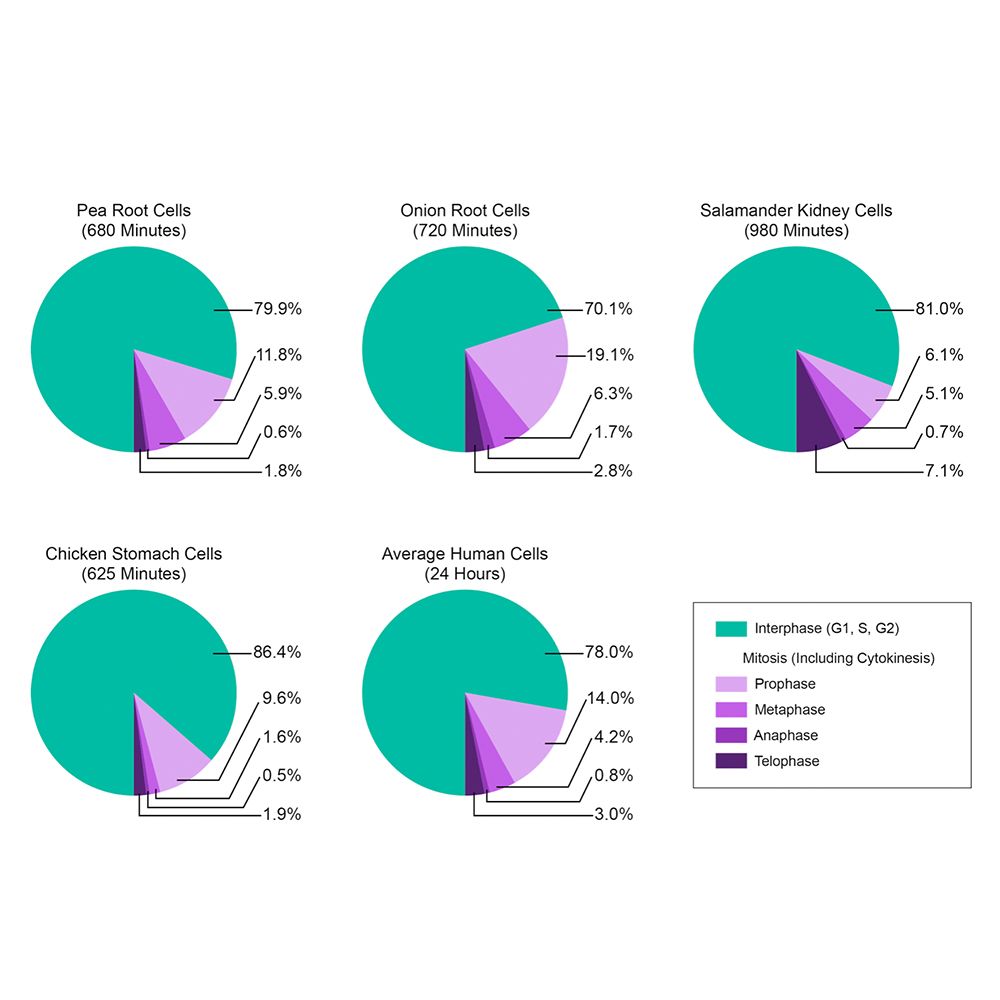 Pea Root Cells
(680 Minutes)
79.9%
11.8%
5.9%
0.6%
1.8%
Onion Root Cells
(720 Minutes)
70.1%
19.1%
6.3%
1.7%
2.8%
Salamander Kidney Cells
(980 Minutes)
81.0%
6.1%
5.1%
0.7%
7.1%
Chicken Stomach Cells
(625 Minutes)
86.4%
9.6%
1.6%
0.5%
1.9%
Average Human Cells
(24 Hours)
78.0%
14.0%
4.2%
0.8%
3.0%
Interphase (G1, S, G2)
Mitosis (Including Cytokinesis)
Prophase
Metaphase
Anaphase
Telophase